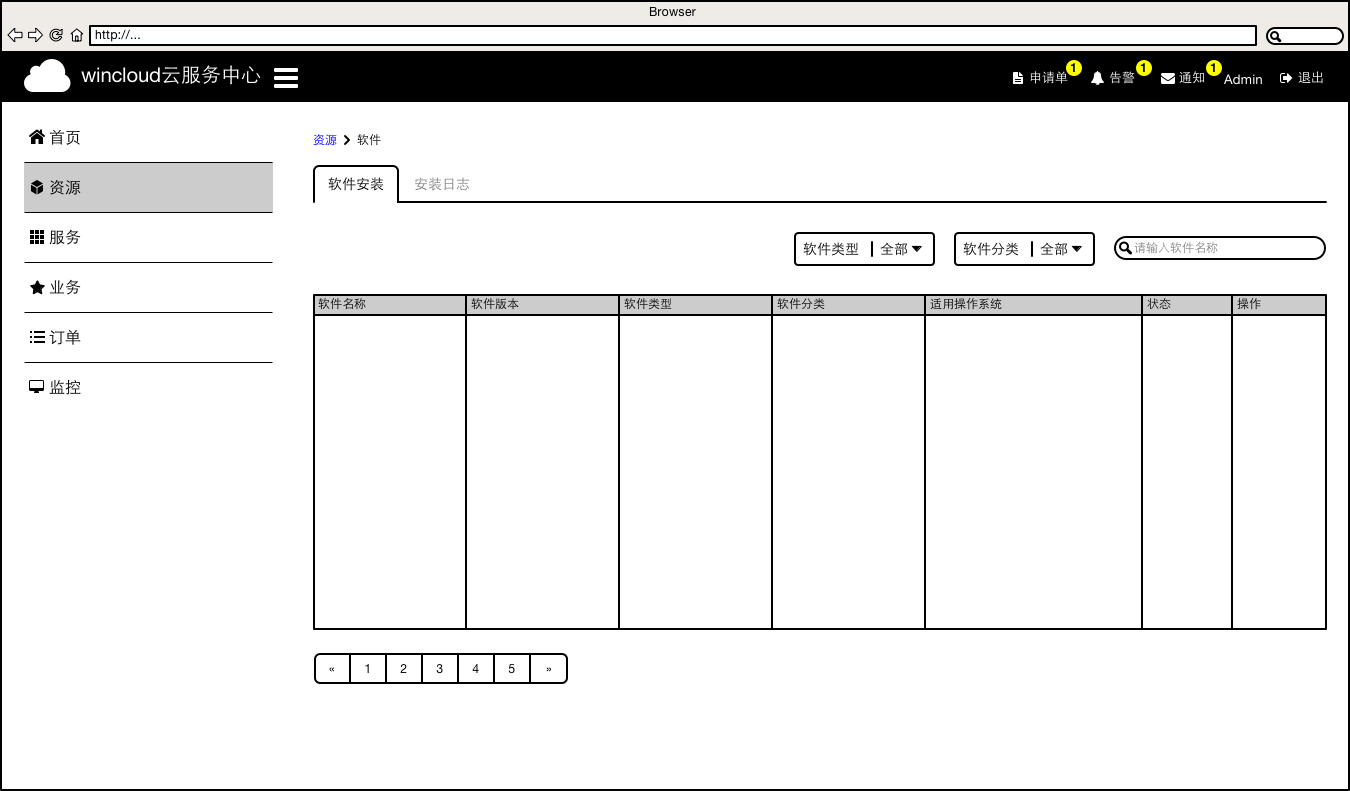 Browser
http://...
wincloud云服务中心
申请单 1 告警 1 通知 1 Admin 退出
首页
资源
服务
业务
订单
监控
资源 软件
软件安装 安装日志
软件类型 全部 软件分类 全部 请输入软件名称
软件名称 软件版本 软件类型 软件分类 适用操作系统 状态 操作
« 1 2 3 4 5 »